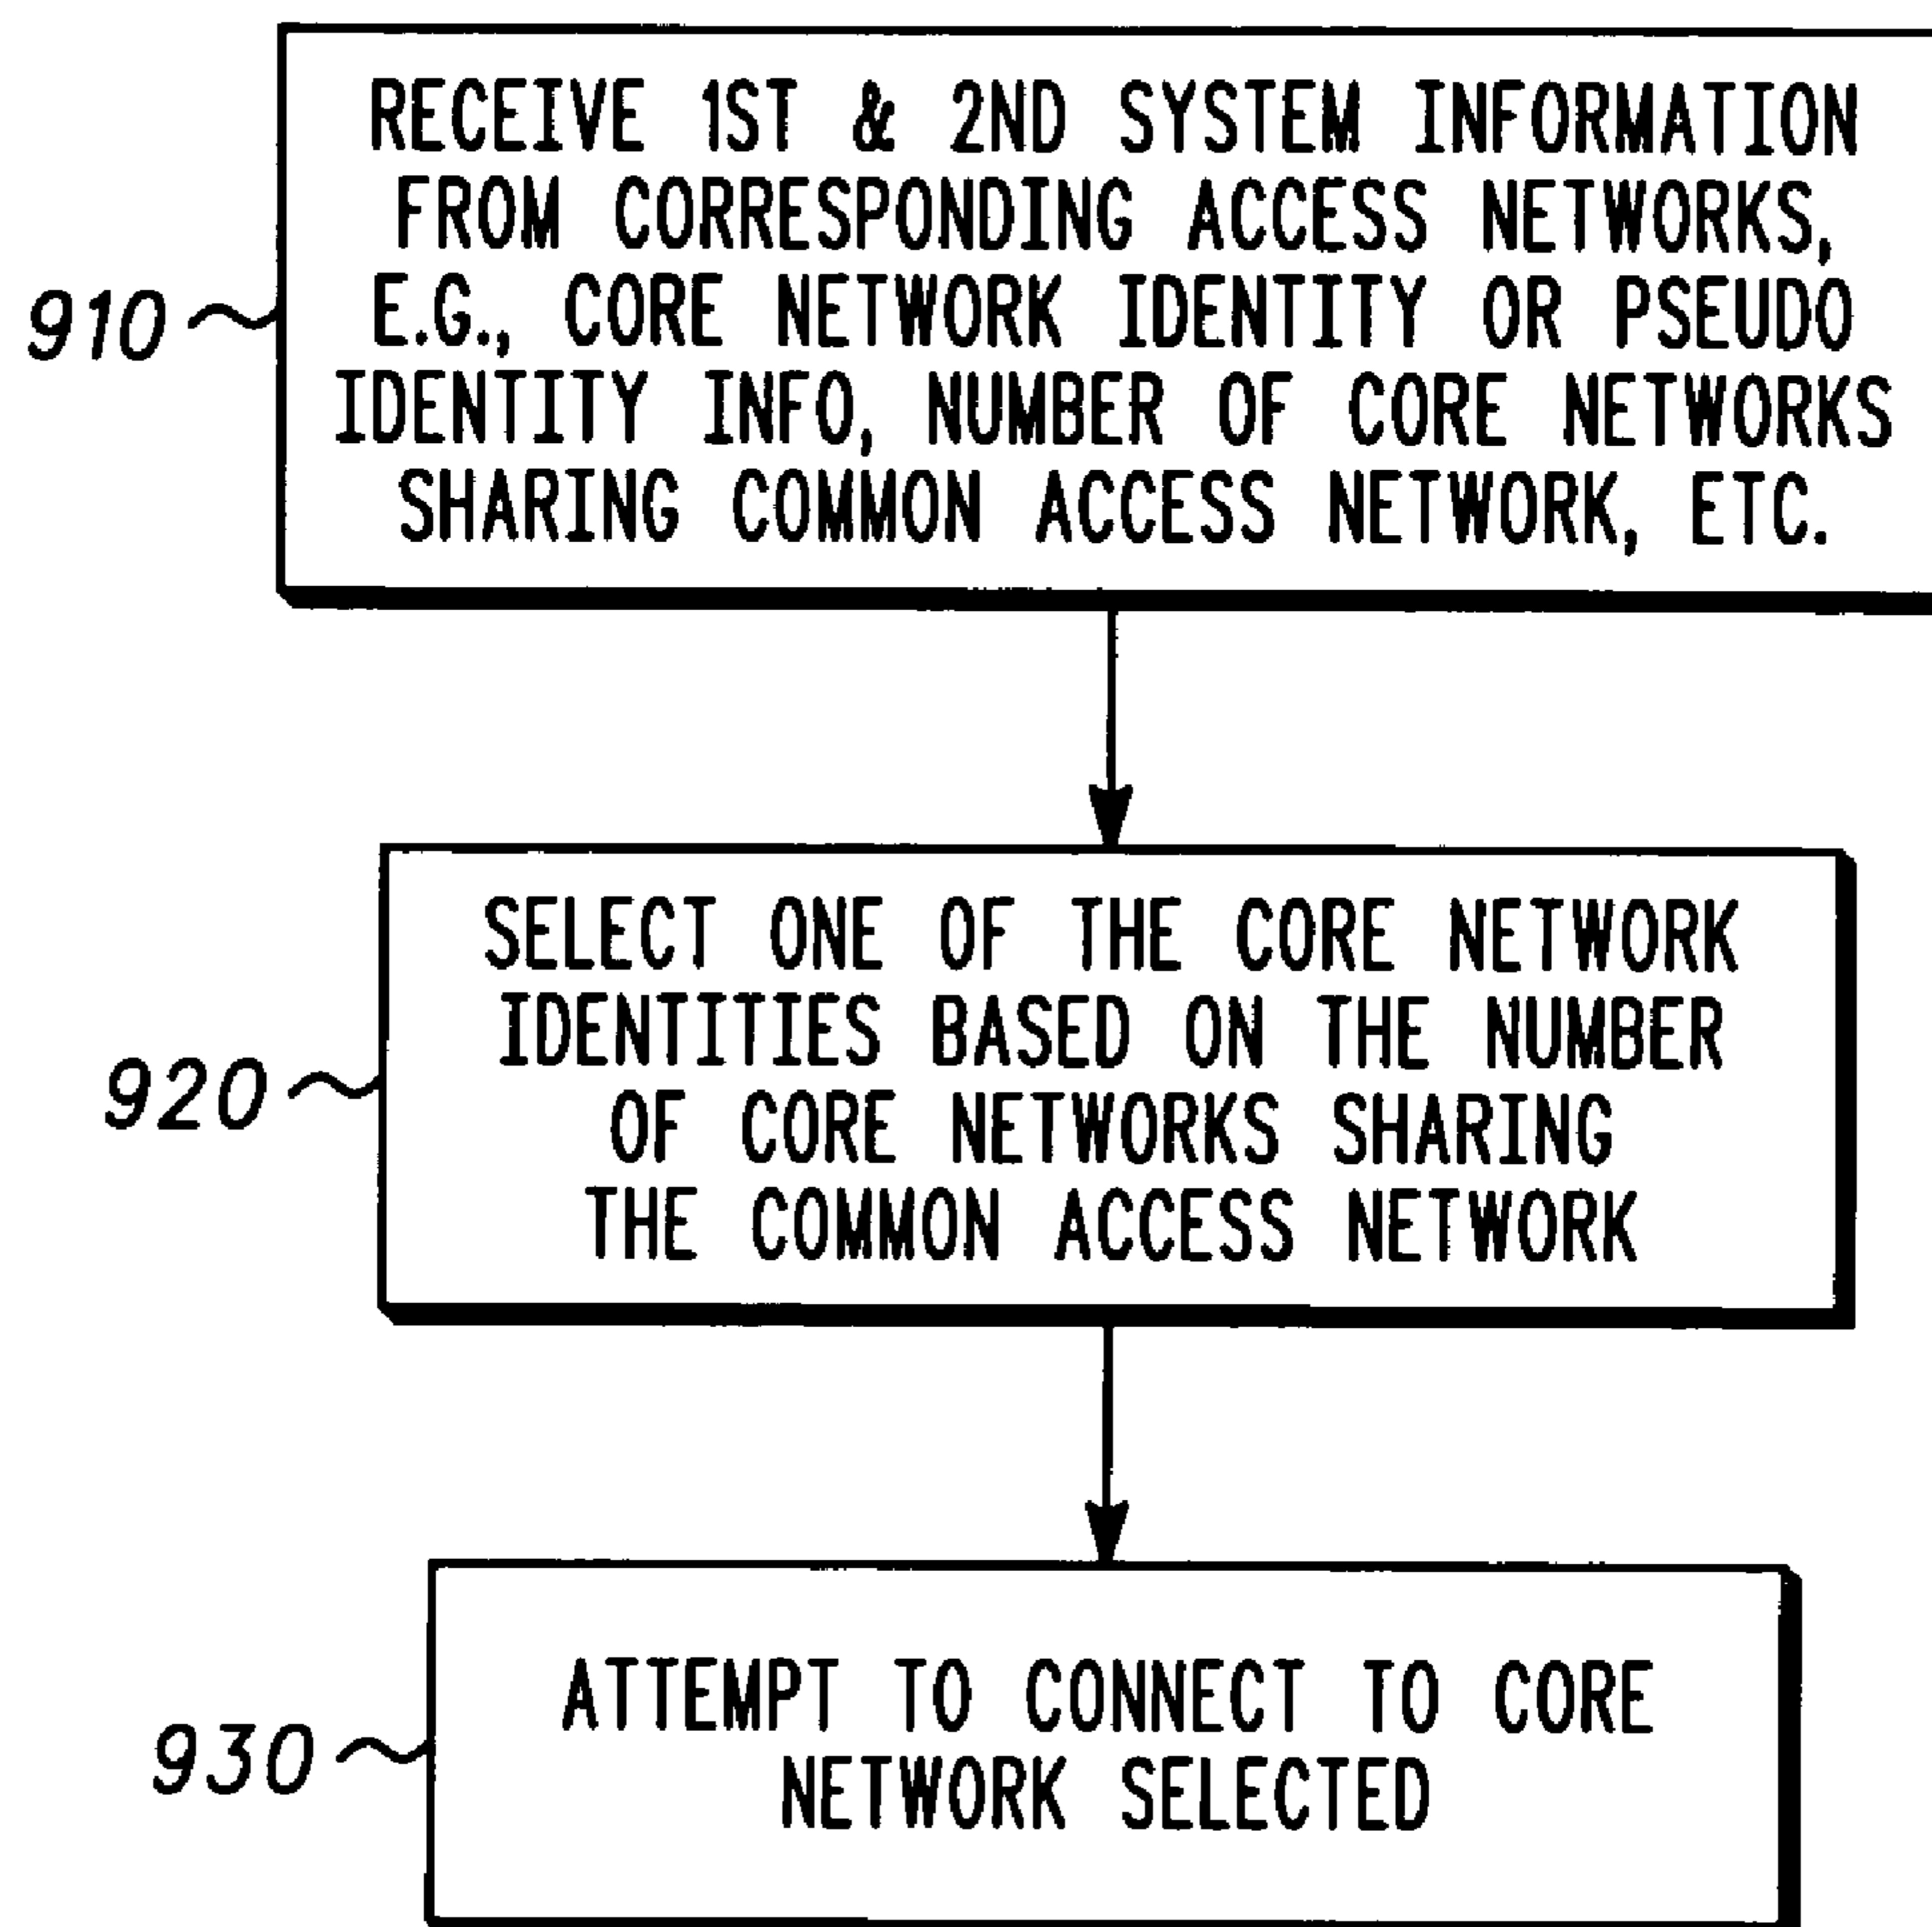 RECEIVE 1ST & 2ND SYSTEM INFORMATION
FROM CORRESPONDING ACCESS NETWORKS,
E.G., CORE NETWORK IDENTITY OR PSEUDO
IDENTITY INFO, NUMBER OF CORE NETWORKS
SHARING COMMON ACCESS NETWORK, ETC.
910
SELECT ONE OF THE CORE NETWORK
IDENTITIES BASED ON THE NUMBER
OF CORE NETWORKS SHARING
THE COMMON ACCESS NETWORK
920
ATTEMPT TO CONNECT TO CORE
NETWORK SELECTED
930